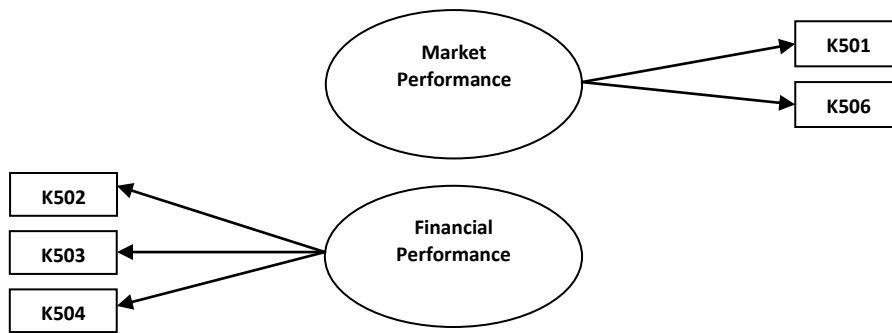 Market
Performance
K501
K506
K502
K503
K504
Financial
Performance